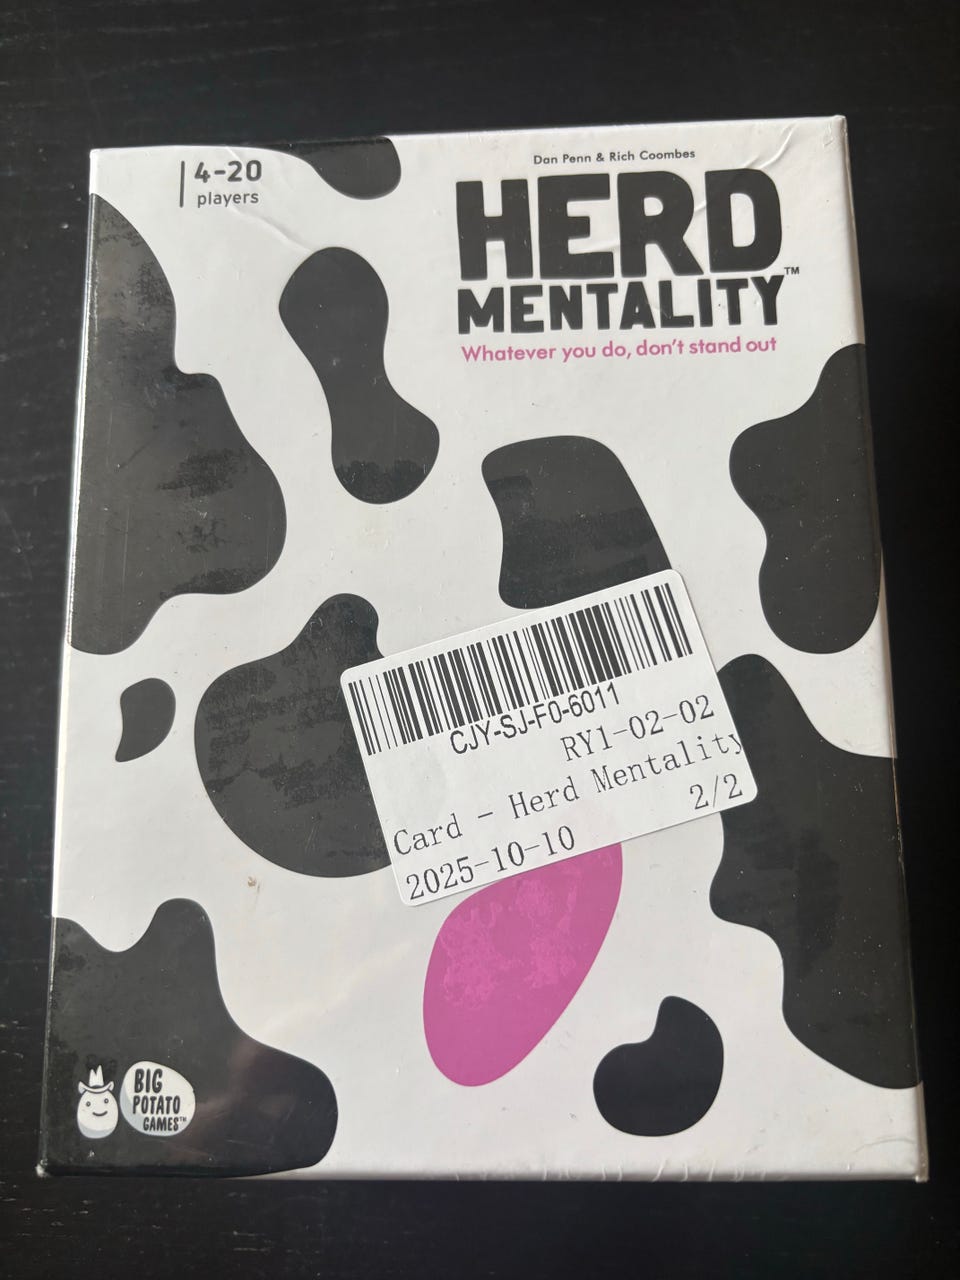 4-20
players
Dan Penn & Rich Coombes
HERD
MENTALITY™
Whatever you do, don't stand out
CJY-SJ-F0-6011
RY1-02-02
Card - Herd Mentality
2/2
2025-10-10
BIG
POTATO
GAMES™